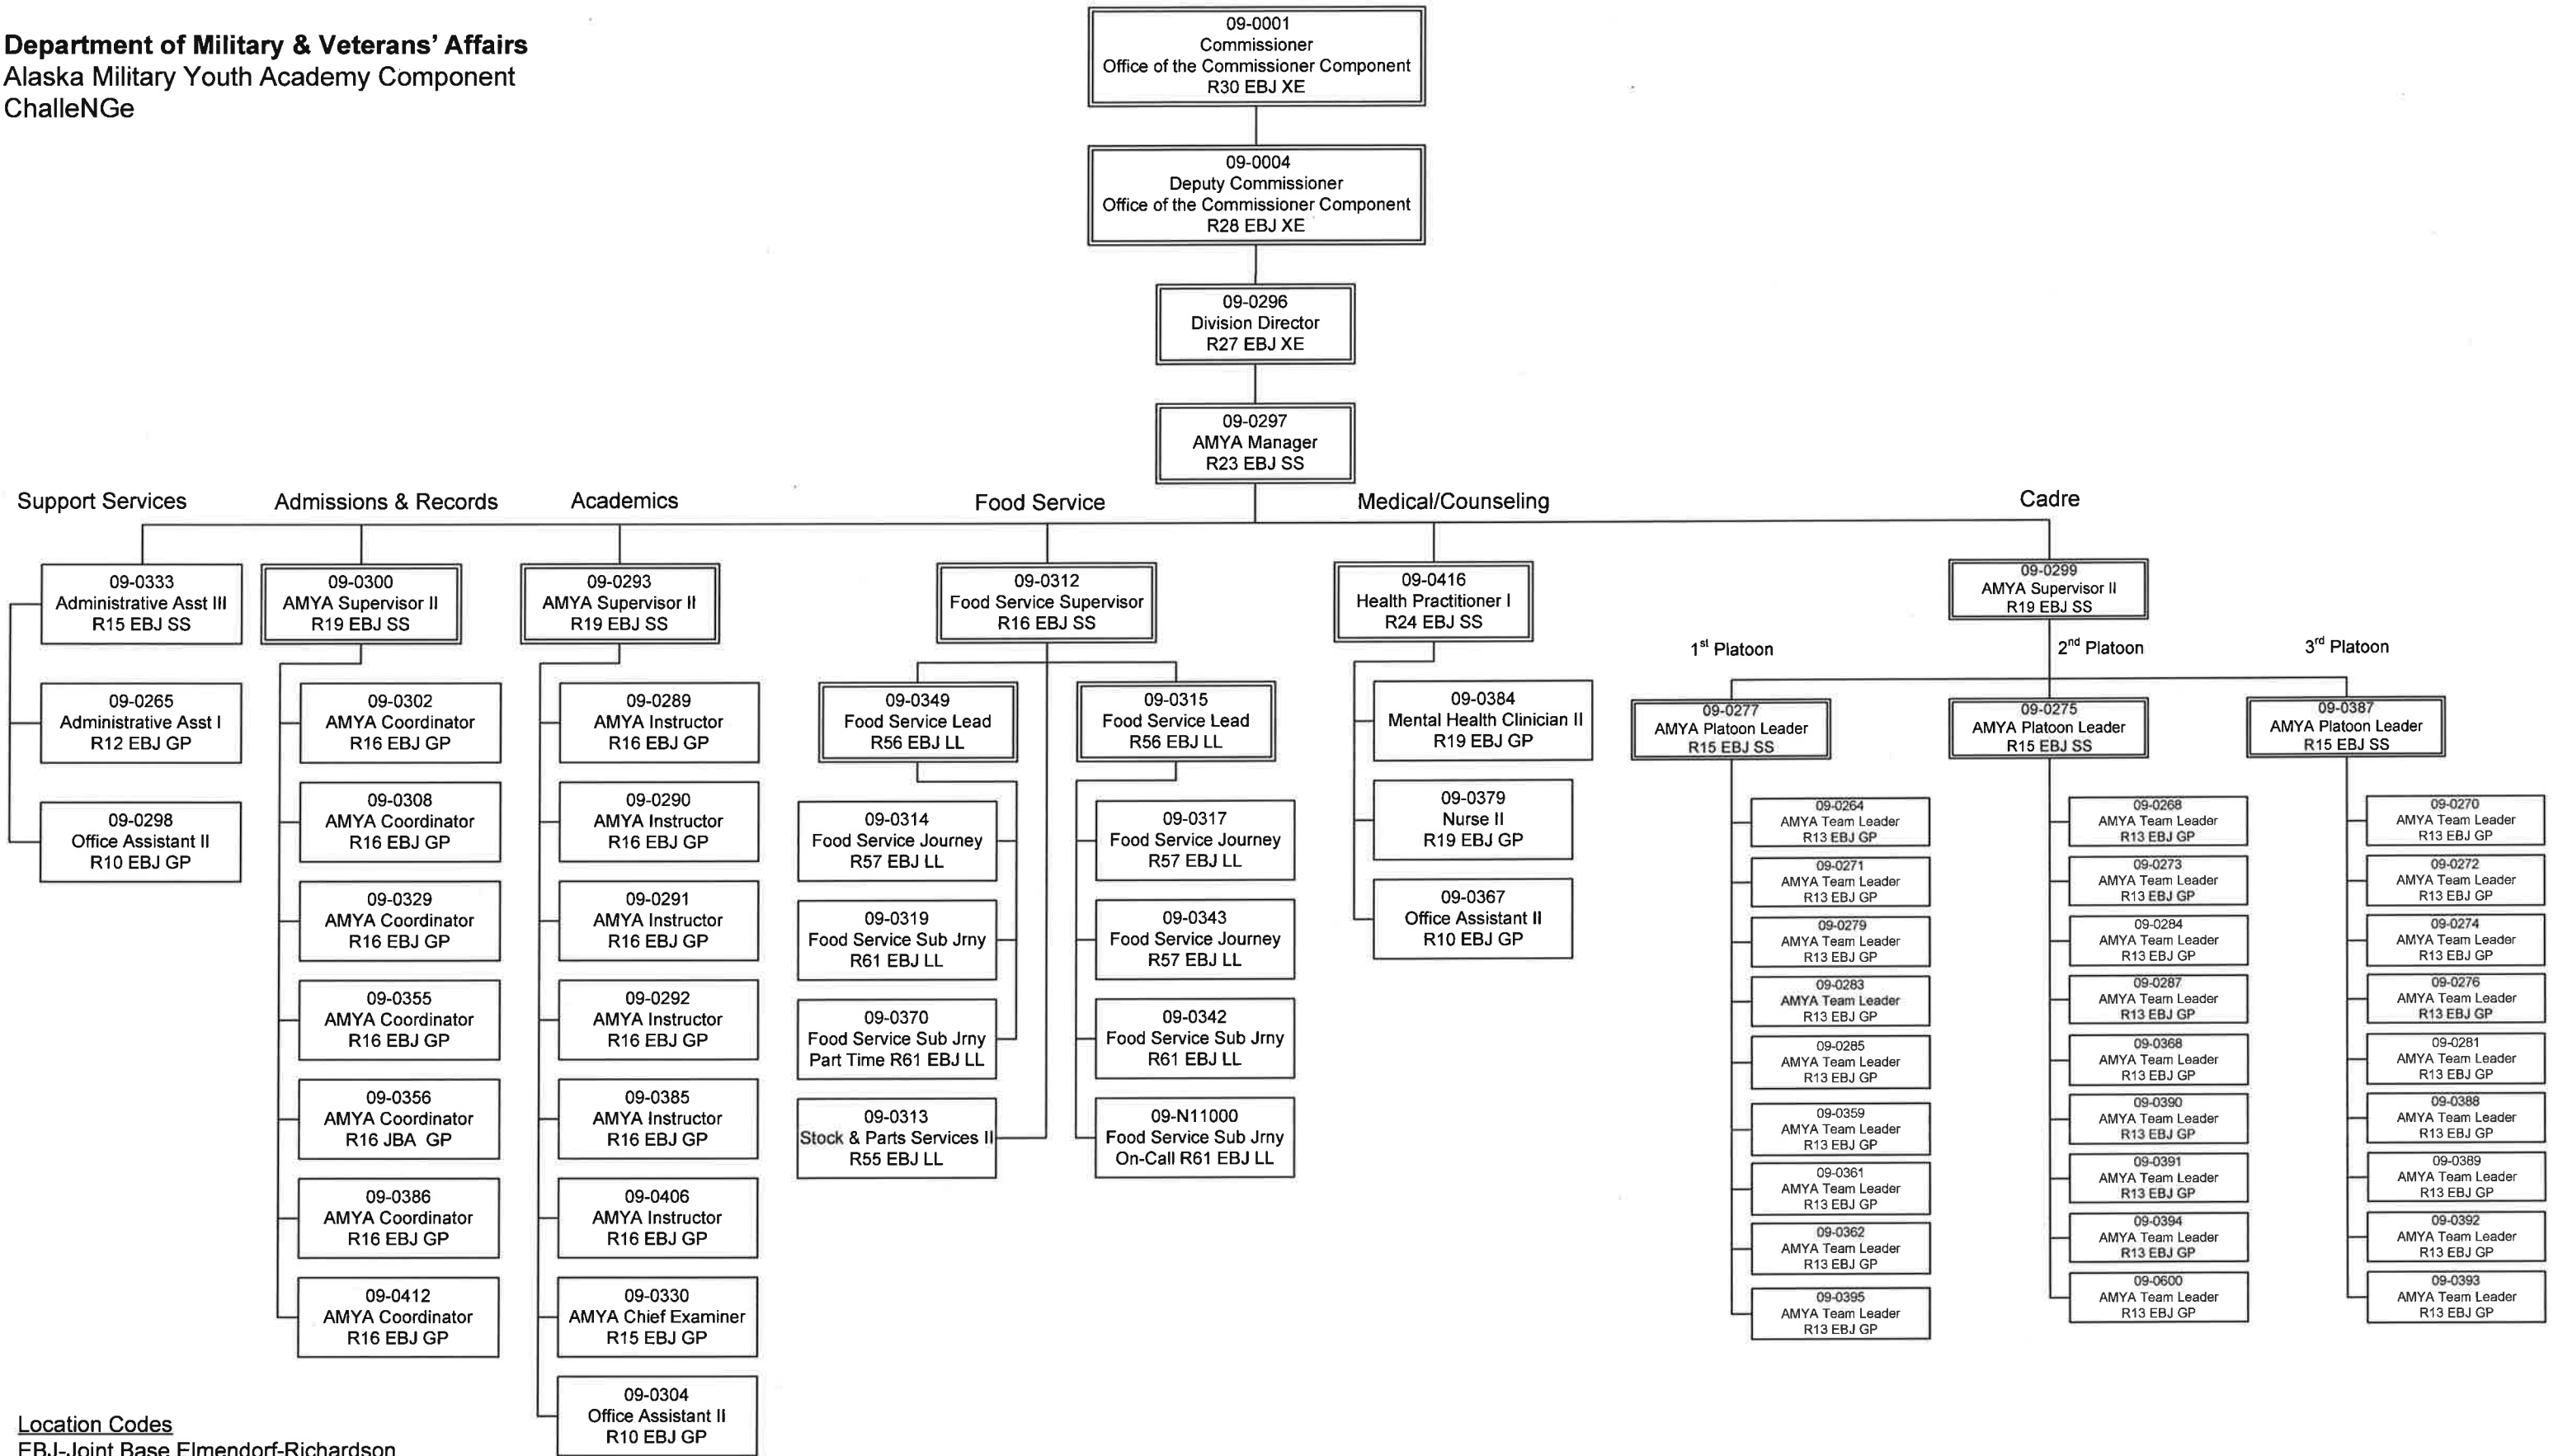 Department of Military & Veterans' Affairs
Alaska Military Youth Academy Component
ChalleNGe
09-0001
Commissioner
Office of the Commissioner Component
R30 EBJ XE
09-0004
Deputy Commissioner
Office of the Commissioner Component
R28 EBJ XE
09-0296
Division Director
R27 EBJ XE
09-0297
AMYA Manager
R23 EBJ SS
Support Services
09-0333
Administrative Asst III
R15 EBJ SS
09-0265
Administrative Asst I
R12 EBJ GP
09-0298
Office Assistant II
R10 EBJ GP
Admissions & Records
09-0300
AMYA Supervisor II
R19 EBJ SS
09-0302
AMYA Coordinator
R16 EBJ GP
09-0308
AMYA Coordinator
R16 EBJ GP
09-0329
AMYA Coordinator
R16 EBJ GP
09-0355
AMYA Coordinator
R16 EBJ GP
09-0356
AMYA Coordinator
R16 JBA GP
09-0386
AMYA Coordinator
R16 EBJ GP
09-0412
AMYA Coordinator
R16 EBJ GP
Academics
09-0293
AMYA Supervisor II
R19 EBJ SS
09-0289
AMYA Instructor
R16 EBJ GP
09-0290
AMYA Instructor
R16 EBJ GP
09-0291
AMYA Instructor
R16 EBJ GP
09-0292
AMYA Instructor
R16 EBJ GP
09-0385
AMYA Instructor
R16 EBJ GP
09-0406
AMYA Instructor
R16 EBJ GP
09-0330
AMYA Chief Examiner
R15 EBJ GP
09-0304
Office Assistant II
R10 EBJ GP
Food Service
09-0312
Food Service Supervisor
R16 EBJ SS
09-0349
Food Service Lead
R56 EBJ LL
09-0314
Food Service Journey
R57 EBJ LL
09-0319
Food Service Sub Jrny
R61 EBJ LL
09-0370
Food Service Sub Jrny
Part Time R61 EBJ LL
09-0313
Stock & Parts Services II
R55 EBJ LL
09-0315
Food Service Lead
R56 EBJ LL
09-0317
Food Service Journey
R57 EBJ LL
09-0343
Food Service Journey
R57 EBJ LL
09-0342
Food Service Sub Jrny
R61 EBJ LL
09-N11000
Food Service Sub Jrny
On-Call R61 EBJ LL
Medical/Counseling
09-0416
Health Practitioner I
R24 EBJ SS
09-0384
Mental Health Clinician II
R19 EBJ GP
09-0379
Nurse II
R19 EBJ GP
09-0367
Office Assistant II
R10 EBJ GP
Cadre
09-0299
AMYA Supervisor II
R19 EBJ SS
1st Platoon
09-0277
AMYA Platoon Leader
R15 EBJ SS
09-0264
AMYA Team Leader
R13 EBJ GP
09-0271
AMYA Team Leader
R13 EBJ GP
09-0279
AMYA Team Leader
R13 EBJ GP
09-0283
AMYA Team Leader
R13 EBJ GP
09-0285
AMYA Team Leader
R13 EBJ GP
09-0359
AMYA Team Leader
R13 EBJ GP
09-0361
AMYA Team Leader
R13 EBJ GP
09-0362
AMYA Team Leader
R13 EBJ GP
09-0395
AMYA Team Leader
R13 EBJ GP
2nd Platoon
09-0275
AMYA Platoon Leader
R15 EBJ SS
09-0268
AMYA Team Leader
R13 EBJ GP
09-0273
AMYA Team Leader
R13 EBJ GP
09-0284
AMYA Team Leader
R13 EBJ GP
09-0287
AMYA Team Leader
R13 EBJ GP
09-0368
AMYA Team Leader
R13 EBJ GP
09-0390
AMYA Team Leader
R13 EBJ GP
09-0391
AMYA Team Leader
R13 EBJ GP
09-0394
AMYA Team Leader
R13 EBJ GP
09-0600
AMYA Team Leader
R13 EBJ GP
3rd Platoon
09-0387
AMYA Platoon Leader
R15 EBJ SS
09-0270
AMYA Team Leader
R13 EBJ GP
09-0272
AMYA Team Leader
R13 EBJ GP
09-0274
AMYA Team Leader
R13 EBJ GP
09-0276
AMYA Team Leader
R13 EBJ GP
09-0281
AMYA Team Leader
R13 EBJ GP
09-0388
AMYA Team Leader
R13 EBJ GP
09-0389
AMYA Team Leader
R13 EBJ GP
09-0392
AMYA Team Leader
R13 EBJ GP
09-0393
AMYA Team Leader
R13 EBJ GP
Location Codes
EBJ-Joint Base Elmendorf-Richardson